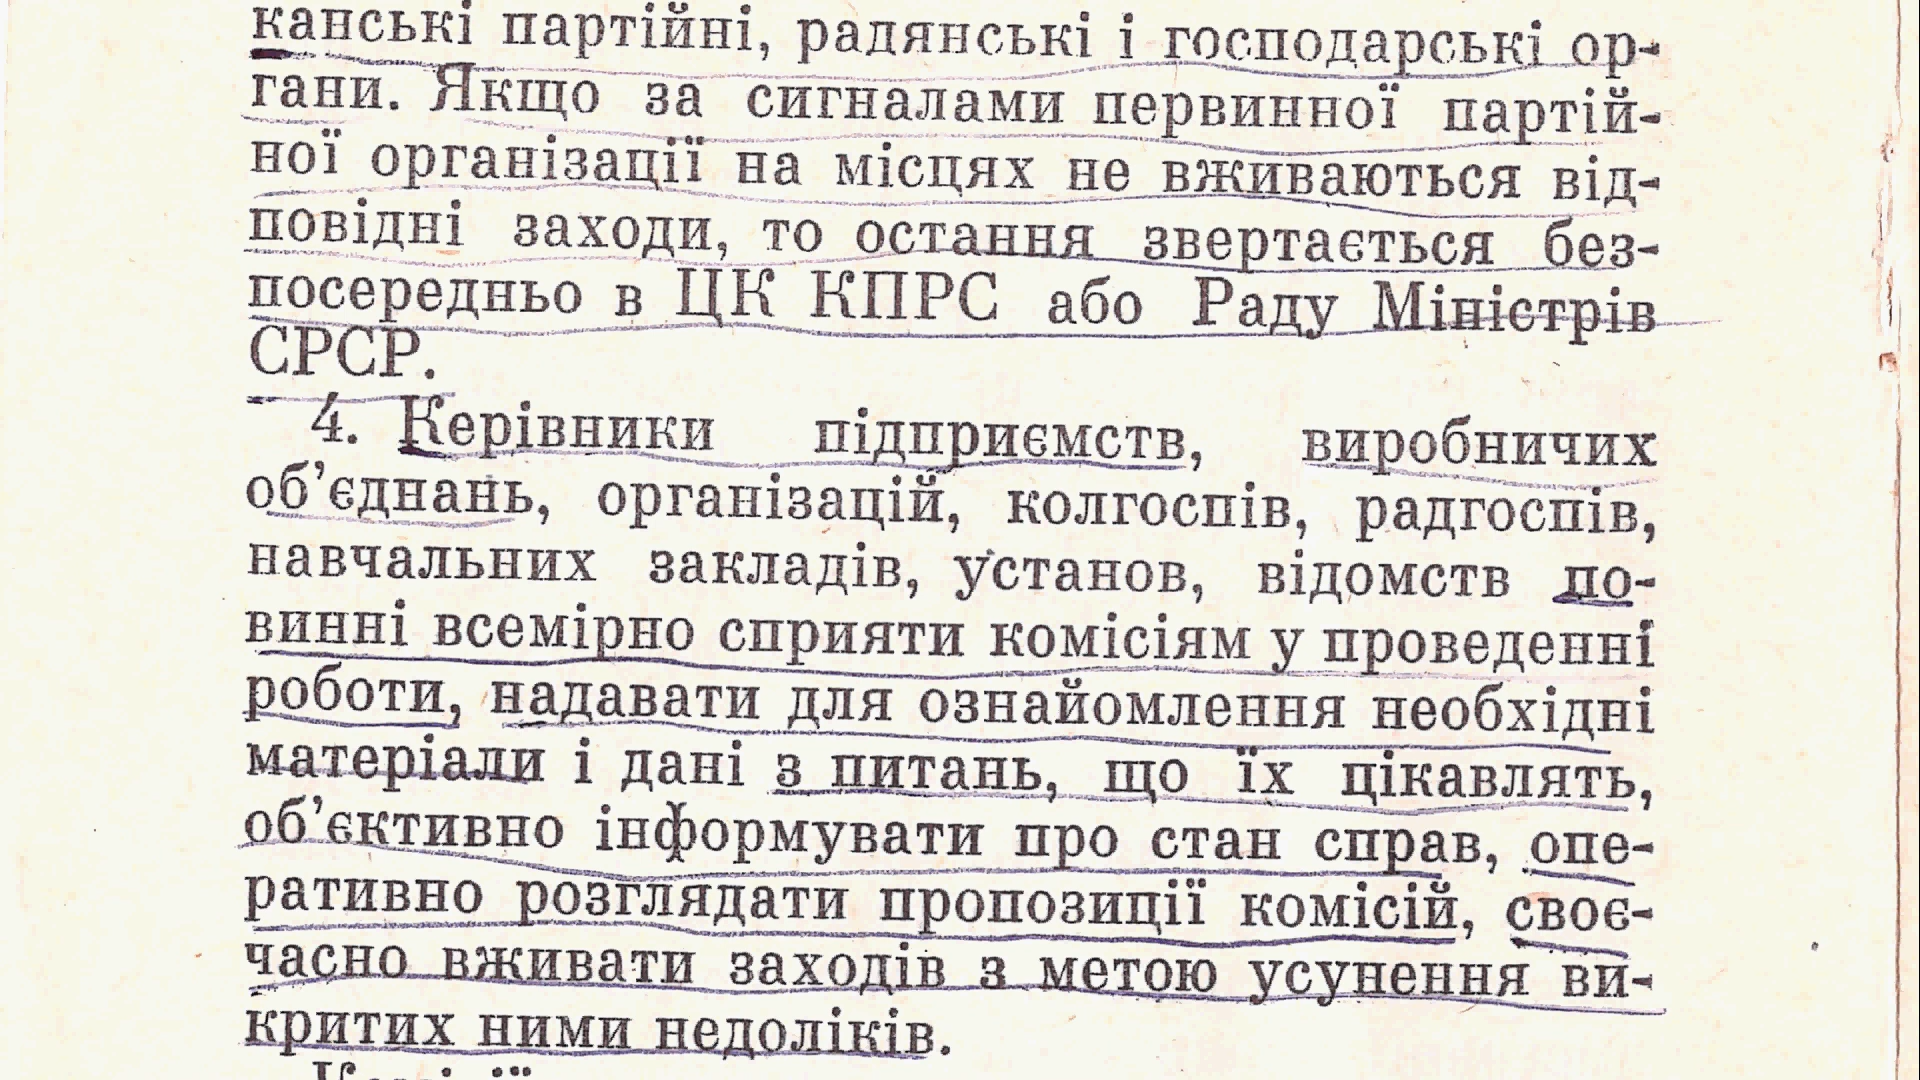 канські партійні, радянські і господарські ор-
гани. Якщо за сигналами первинної партій-
ної організації на місцях не вживаються від-
повідні заходи, то остання звертається без-
посередньо в ЦК КПРС або Раду Міністрів
СРСР.
4. Керівники підприємств, виробничих
об’єднань, організацій, колгоспів, радгоспів,
навчальних закладів, установ, відомств по-
винні всемірно сприяти комісіям у проведенні
роботи, надавати для ознайомлення необхідні
матеріали і дані з питань, що їх цікавлять,
об’єктивно інформувати про стан справ, опе-
ративно розглядати пропозиції комісій, своє-
часно вживати заходів з метою усунення ви-
критих ними недоліків.